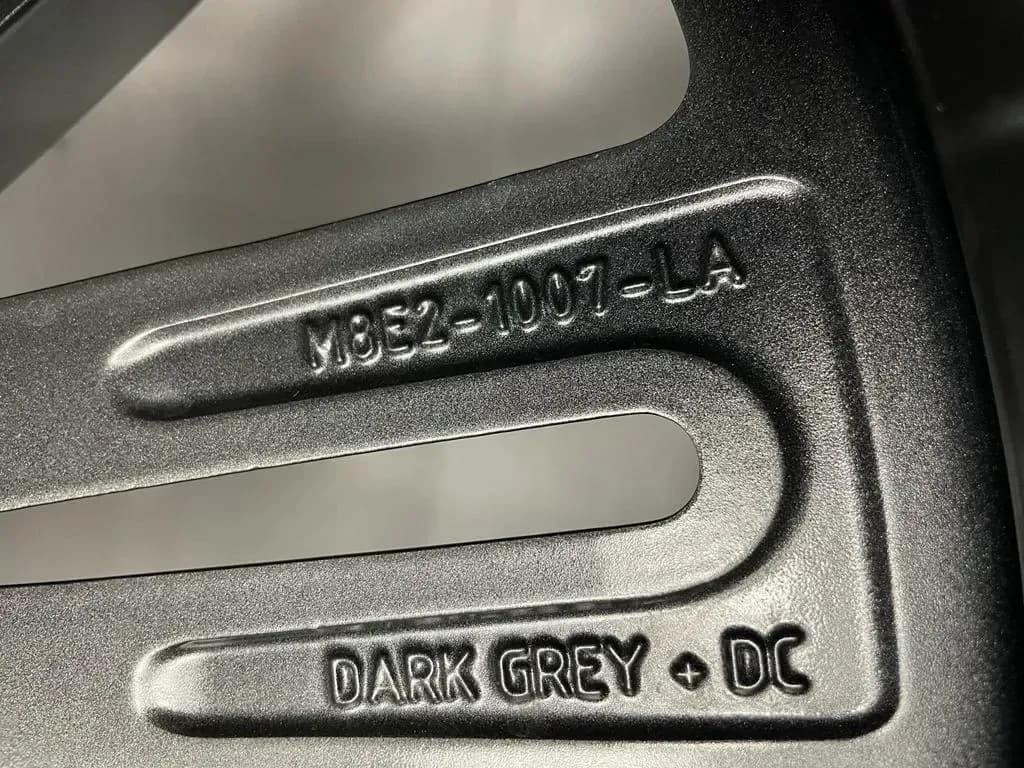 M8E2-1007-LA
DARK GREY + DC